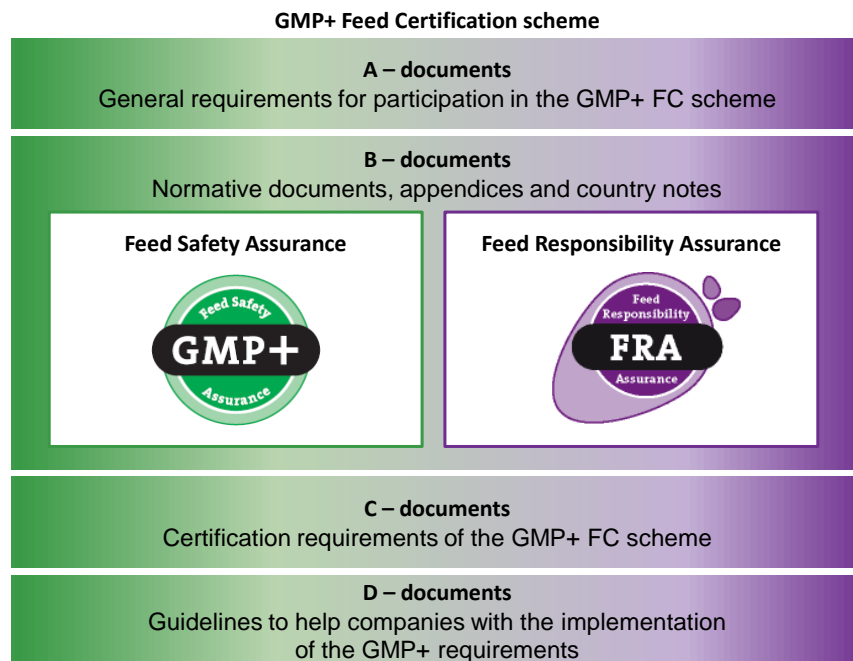 GMP+ Feed Certification scheme
A – documents
General requirements for participation in the GMP+ FC scheme
B – documents
Normative documents, appendices and country notes
Feed Safety Assurance
Feed Safety
GMP+
Assurance
Feed Responsibility Assurance
Feed
Responsibility
FRA
Assurance
C – documents
Certification requirements of the GMP+ FC scheme
D – documents
Guidelines to help companies with the implementation
of the GMP+ requirements